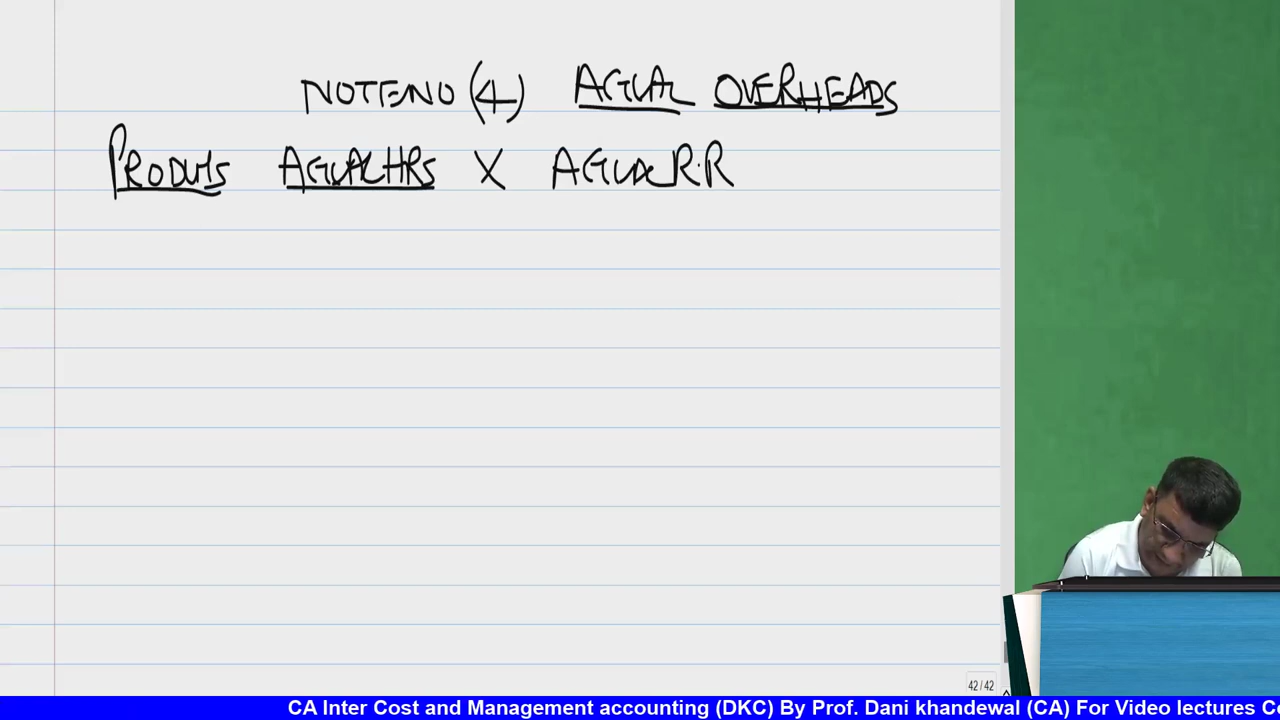 NOTE NO (4) ACTUAL OVERHEADS
PRODUCTS ACTUAL HRS X ACTUAL R.R
42/42
CA Inter Cost and Management accounting (DKC) By Prof. Dani khandewal (CA) For Video lectures Co